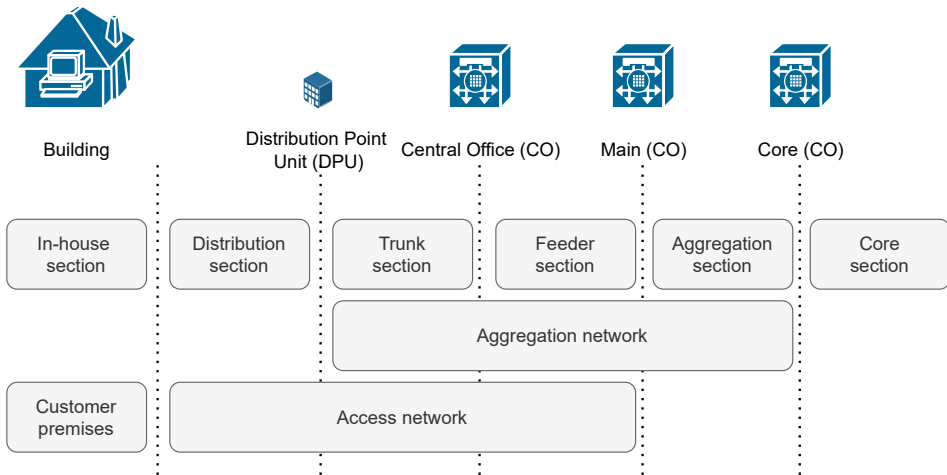 Building
Distribution Point
Unit (DPU)
Central Office (CO)
Main (CO)
Core (CO)
In-house
section
Distribution
section
Trunk
section
Feeder
section
Aggregation
section
Core
section
Aggregation network
Customer
premises
Access network